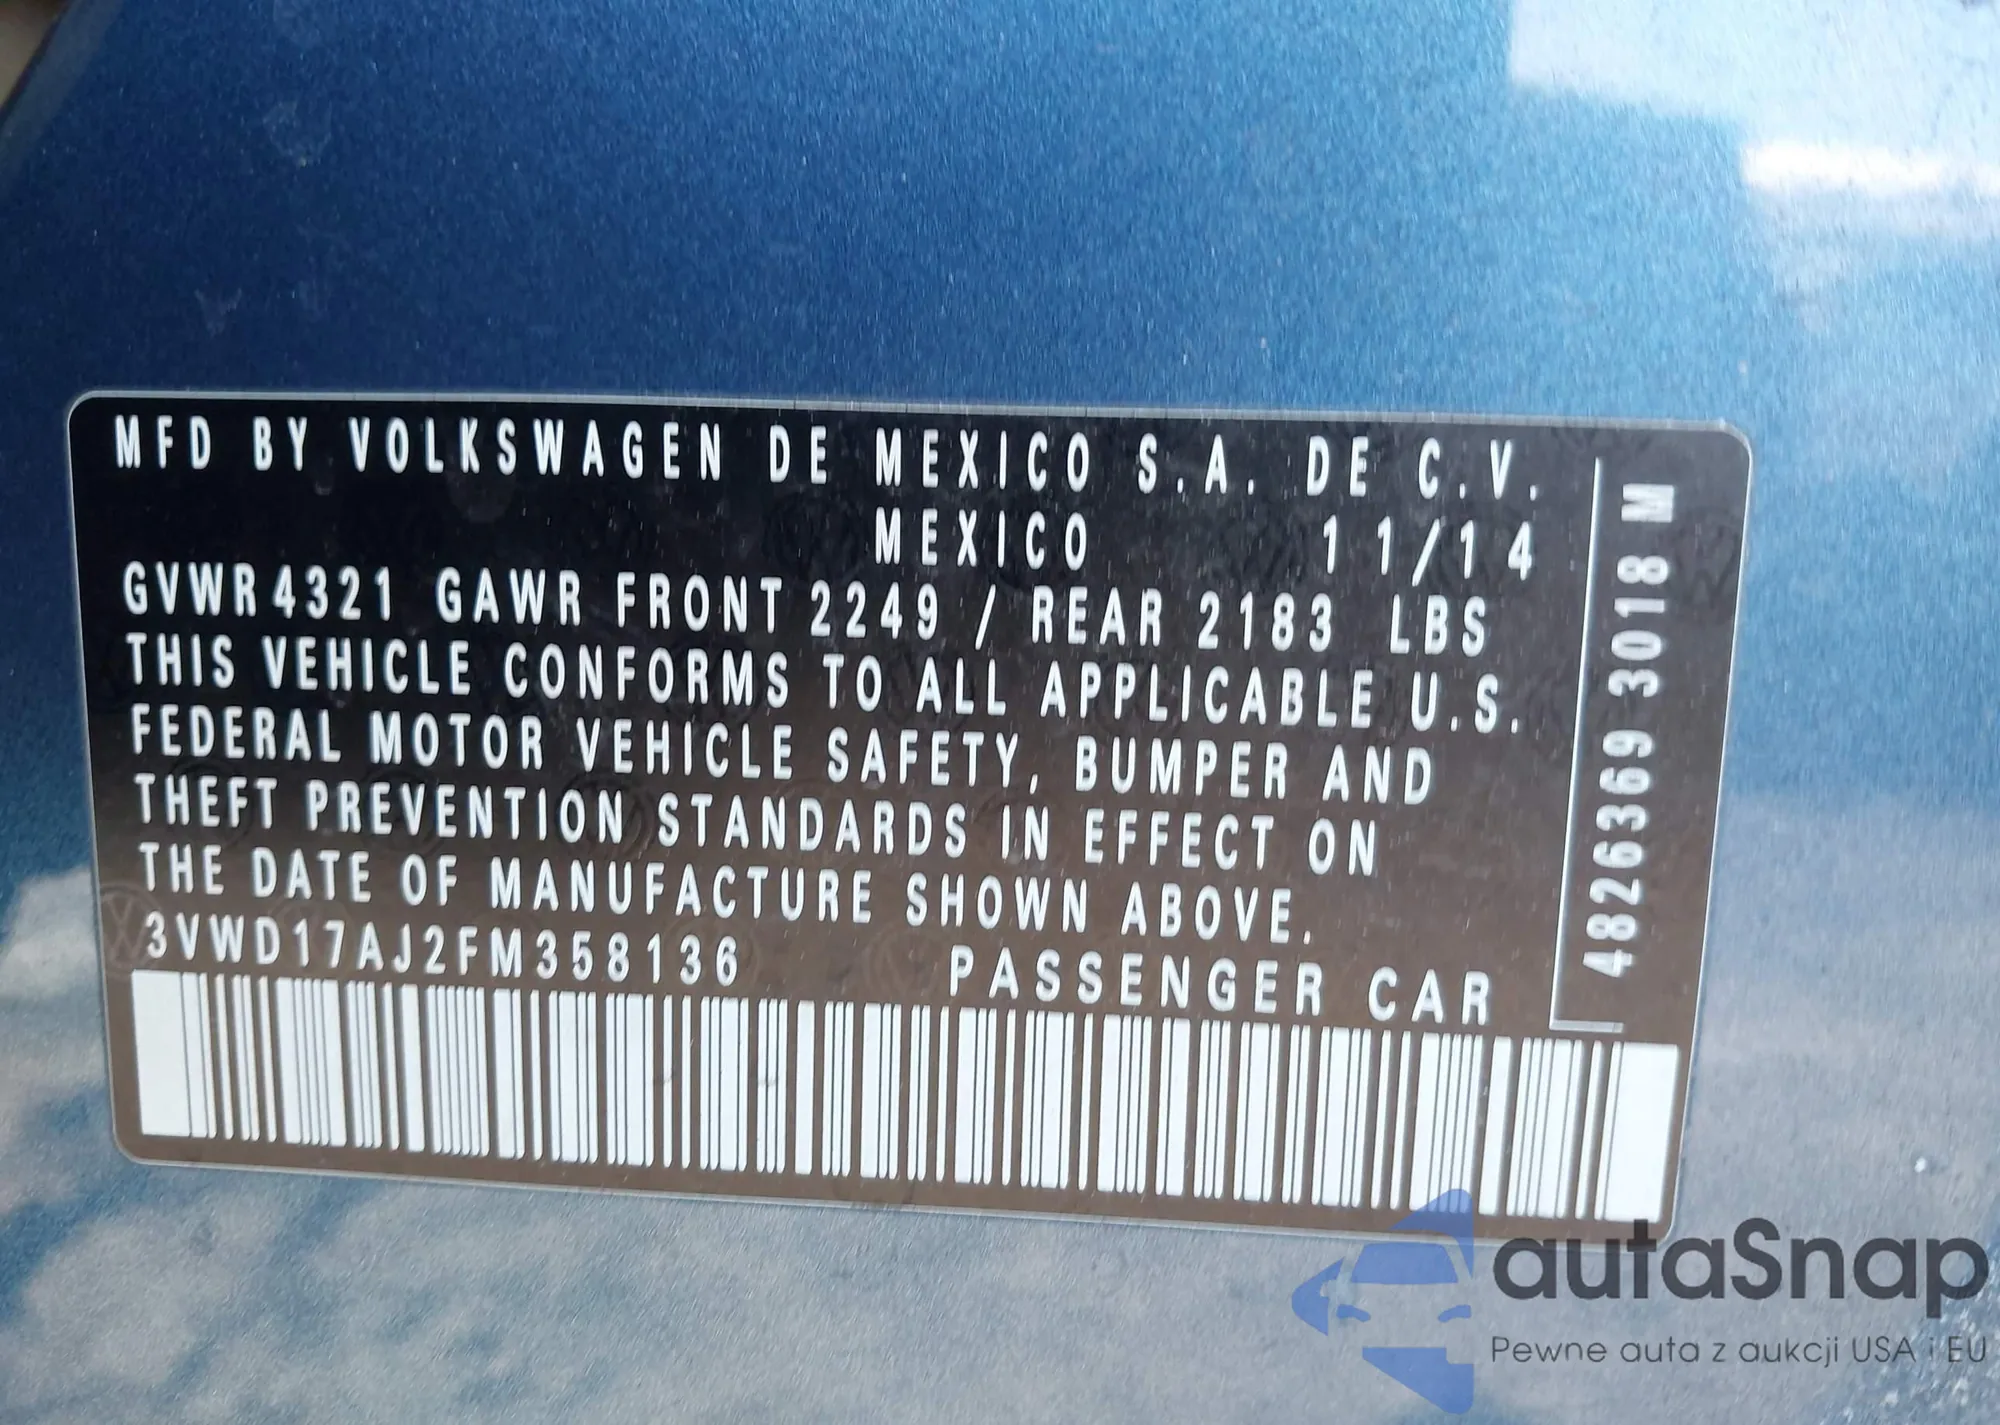 MFD BY VOLKSWAGEN DE MEXICO S.A. DE C.V.
MEXICO 11/14
GVWR 4321 GAWR FRONT 2249 / REAR 2183 LBS
THIS VEHICLE CONFORMS TO ALL APPLICABLE U.S.
FEDERAL MOTOR VEHICLE SAFETY, BUMPER AND
THEFT PREVENTION STANDARDS IN EFFECT ON
THE DATE OF MANUFACTURE SHOWN ABOVE.
3VWD17AJ2FM358136 PASSENGER CAR
48263369 3018 M
autaSnap
Pewne auta z aukcji USA i EU